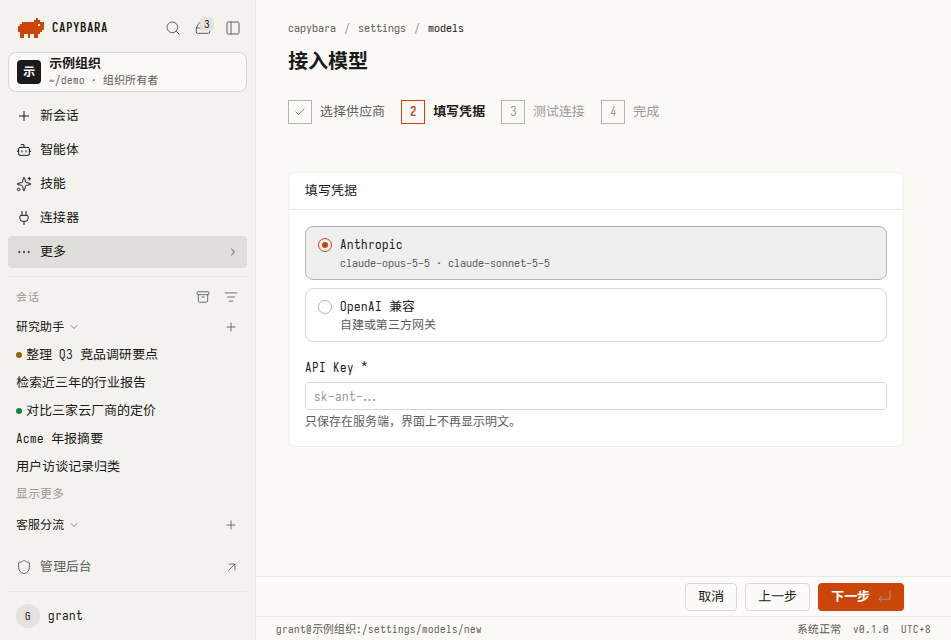 CAPYBARA
3
示
示例组织
~/demo · 组织所有者
新会话
智能体
技能
连接器
更多
会话
研究助手
整理 Q3 竞品调研要点
检索近三年的行业报告
对比三家云厂商的定价
Acme 年报摘要
用户访谈记录归类
显示更多
客服分流
管理后台
G grant
capybara / settings / models
接入模型
选择供应商 2 填写凭据 3 测试连接 4 完成
填写凭据
Anthropic
claude-opus-5-5 · claude-sonnet-5-5
OpenAI 兼容
自建或第三方网关
API Key *
sk-ant-...
只保存在服务端，界面上不再显示明文。
取消 上一步 下一步
grant@示例组织:/settings/models/new 系统正常 v0.1.0 UTC+8